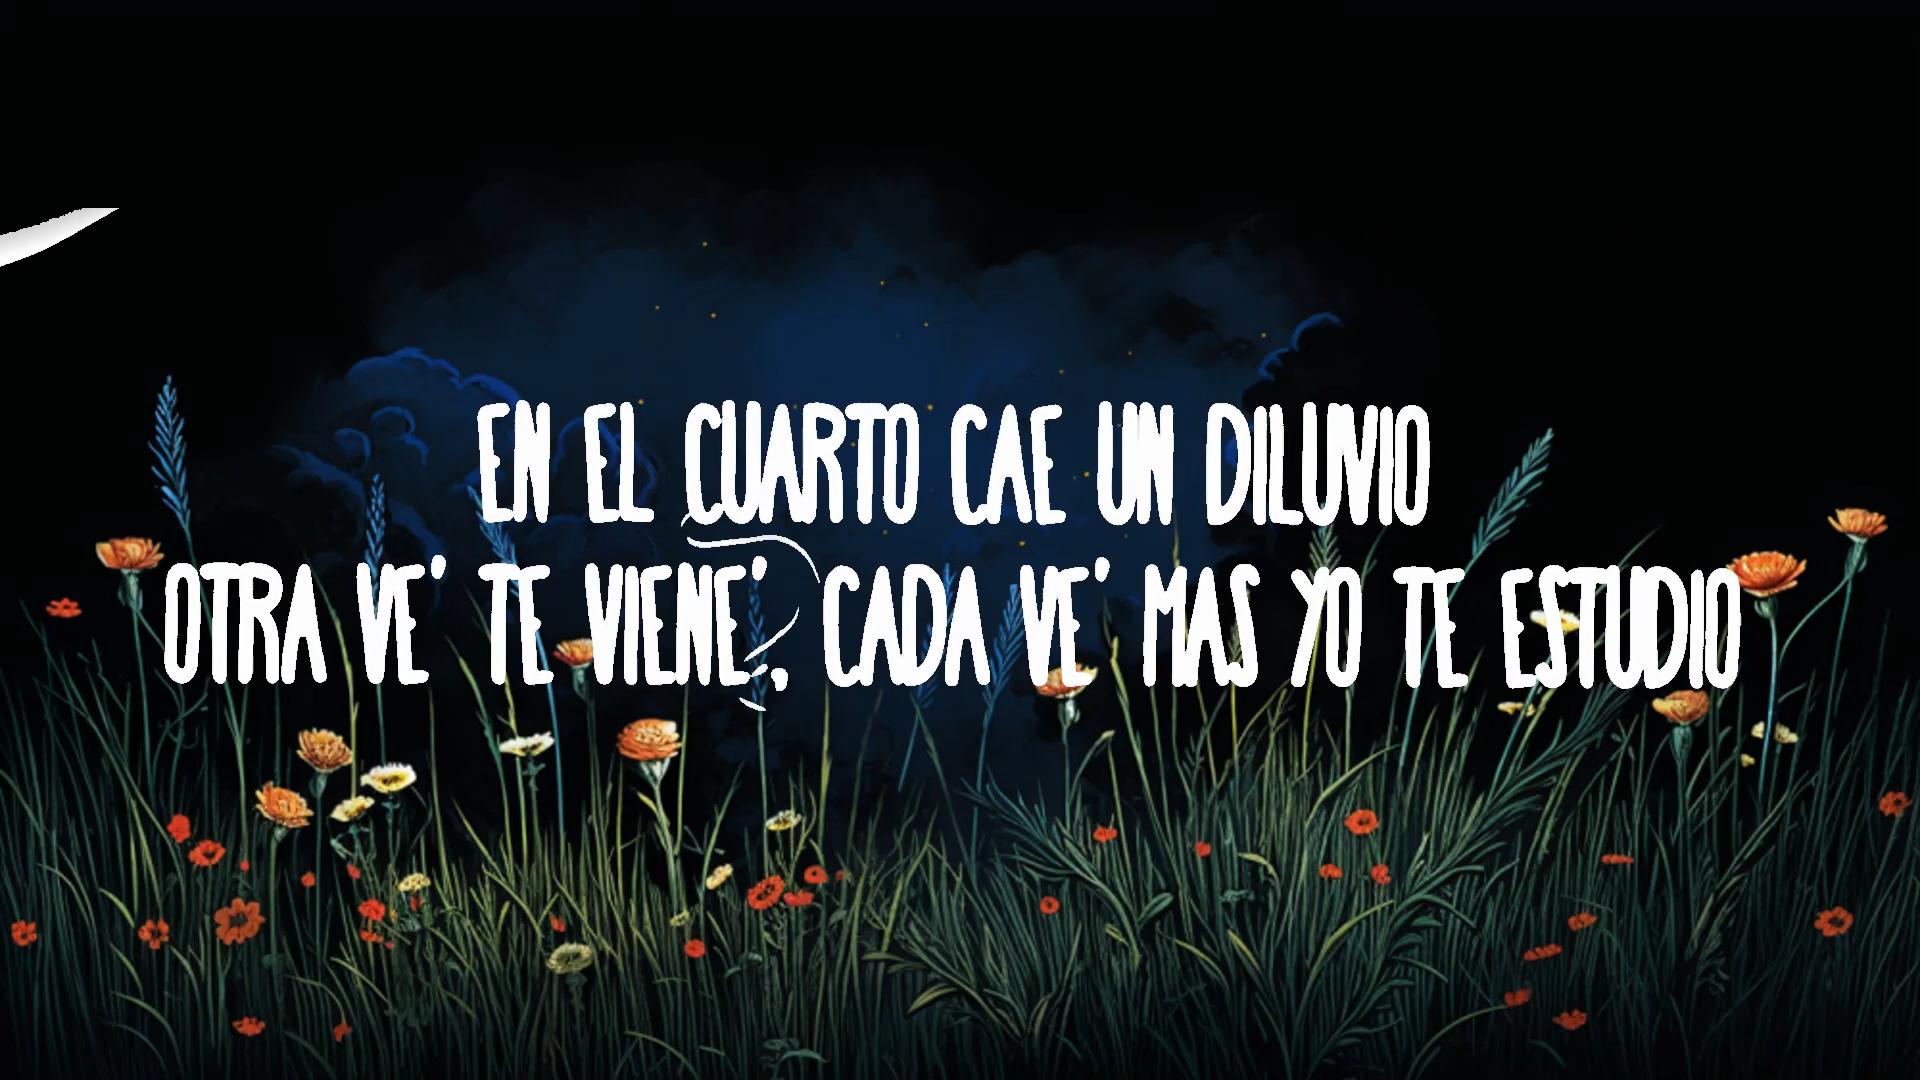 EN EL CUARTO CAE UN DILUVIO
OTRA VE' TE VIENE', CADA VE' MAS YO TE ESTUDIO